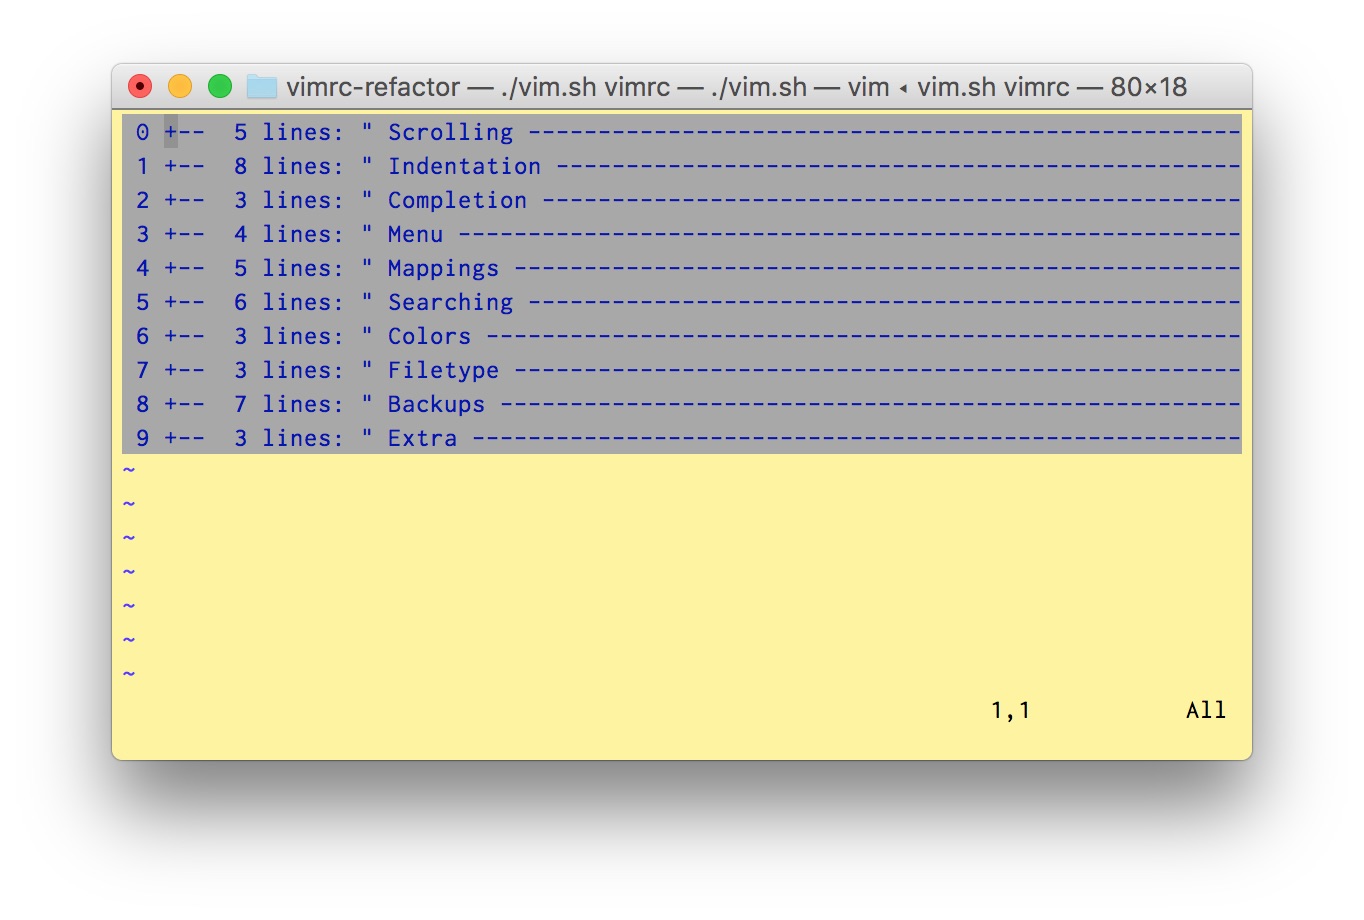 vimrc-refactor — ./vim.sh vimrc — ./vim.sh — vim ◂ vim.sh vimrc — 80×18
0 +--  5 lines: " Scrolling ---------------------------------------------------
1 +--  8 lines: " Indentation -------------------------------------------------
2 +--  3 lines: " Completion --------------------------------------------------
3 +--  4 lines: " Menu --------------------------------------------------------
4 +--  5 lines: " Mappings ----------------------------------------------------
5 +--  6 lines: " Searching ---------------------------------------------------
6 +--  3 lines: " Colors ------------------------------------------------------
7 +--  3 lines: " Filetype ----------------------------------------------------
8 +--  7 lines: " Backups -----------------------------------------------------
9 +--  3 lines: " Extra -------------------------------------------------------
~
~
~
~
~
~
~
1,1 All